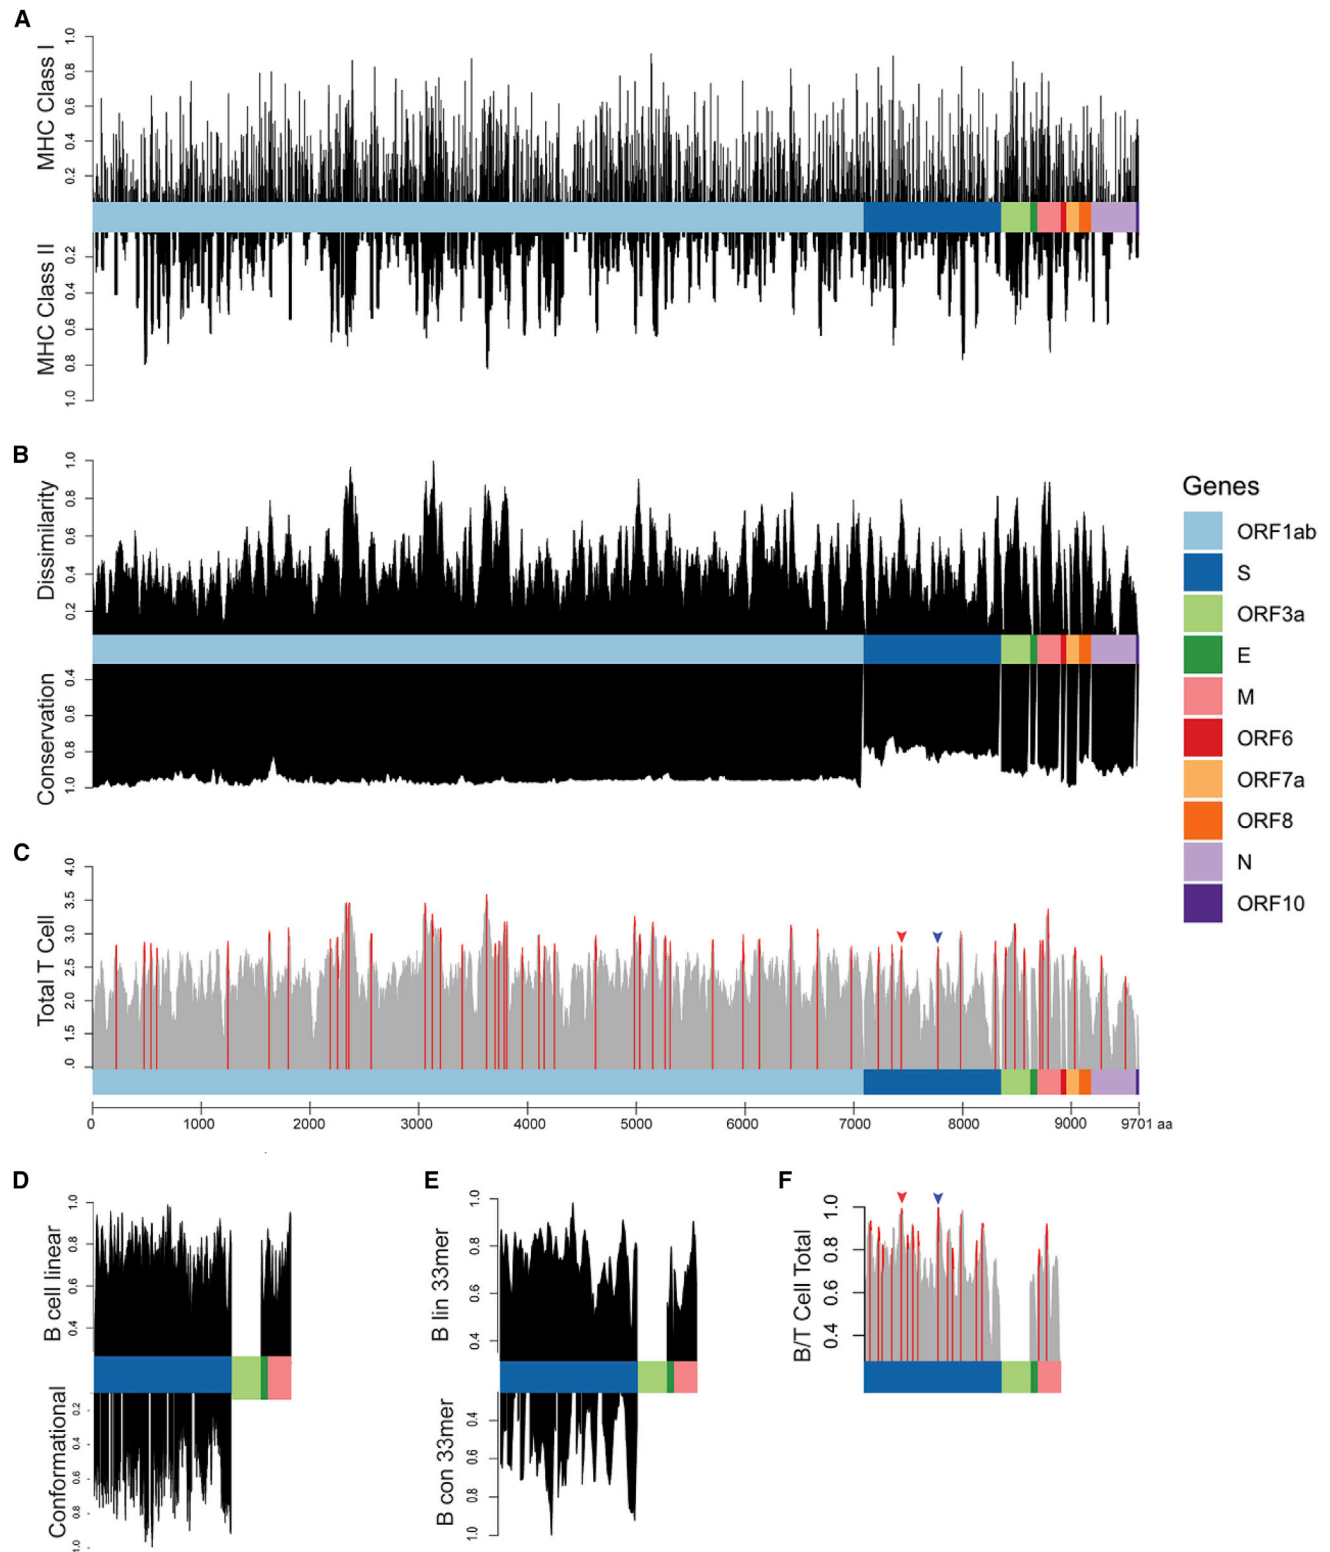 A
MHC Class I
1.0
0.8
0.6
0.4
0.2
MHC Class II
0.2
0.4
0.6
0.8
1.0
B
Dissimilarity
1.0
0.8
0.6
0.4
0.2
Conservation
0.4
0.6
0.8
1.0
Genes
ORF1ab
S
ORF3a
E
M
ORF6
ORF7a
ORF8
N
ORF10
C
Total T Cell
4.0
3.5
3.0
2.5
2.0
1.5
.0
0 1000 2000 3000 4000 5000 6000 7000 8000 9000 9701 aa
D
B cell linear
1.0
0.8
0.6
0.4
Conformational
0.2
0.4
0.6
0.8
1.0
E
B lin 33mer
1.0
0.8
0.6
0.4
B con 33mer
0.4
0.6
0.8
1.0
F
B/T Cell Total
1.0
0.8
0.6
0.4